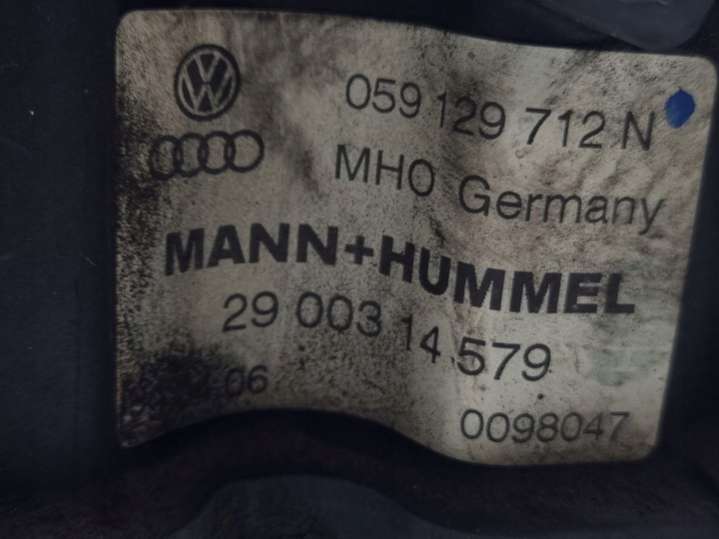 059 129 712 N
MHO Germany
MANN+HUMMEL
29 003 14 579
06
0098047